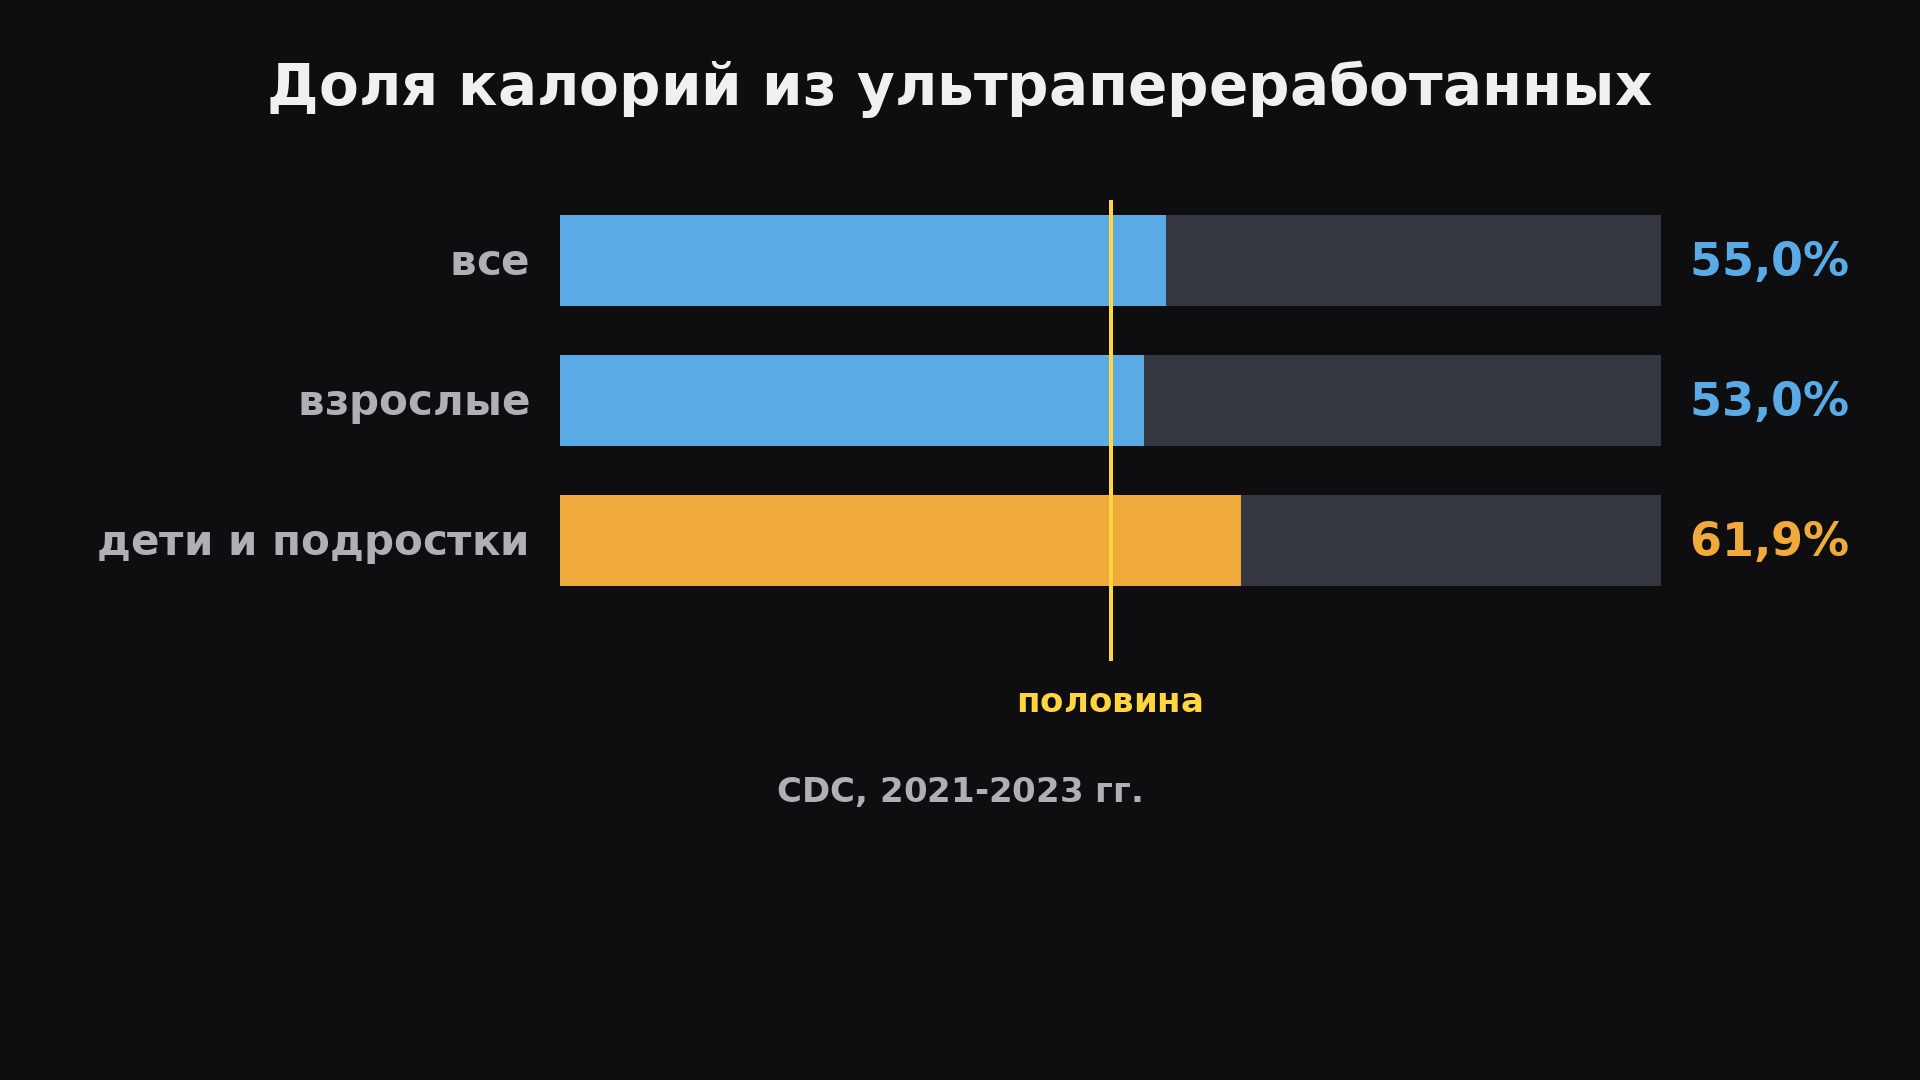 Доля калорий из ультрапереработанных
все 55,0%
взрослые 53,0%
дети и подростки 61,9%
половина
CDC, 2021-2023 гг.